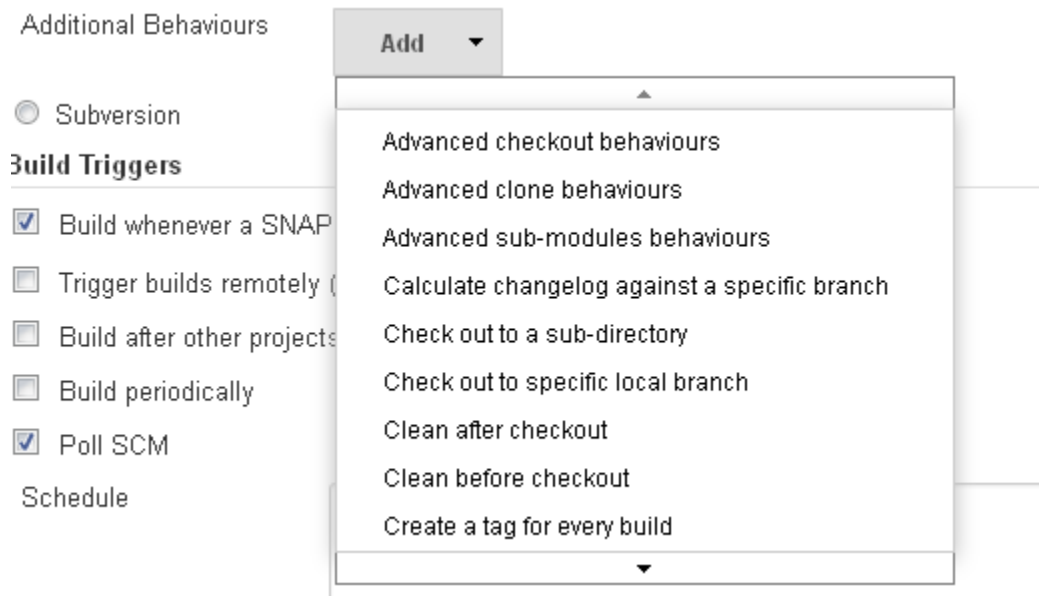 Additional Behaviours
Add
Subversion
Build Triggers
Build whenever a SNAP
Trigger builds remotely (
Build after other projects
Build periodically
Poll SCM
Schedule
Advanced checkout behaviours
Advanced clone behaviours
Advanced sub-modules behaviours
Calculate changelog against a specific branch
Check out to a sub-directory
Check out to specific local branch
Clean after checkout
Clean before checkout
Create a tag for every build